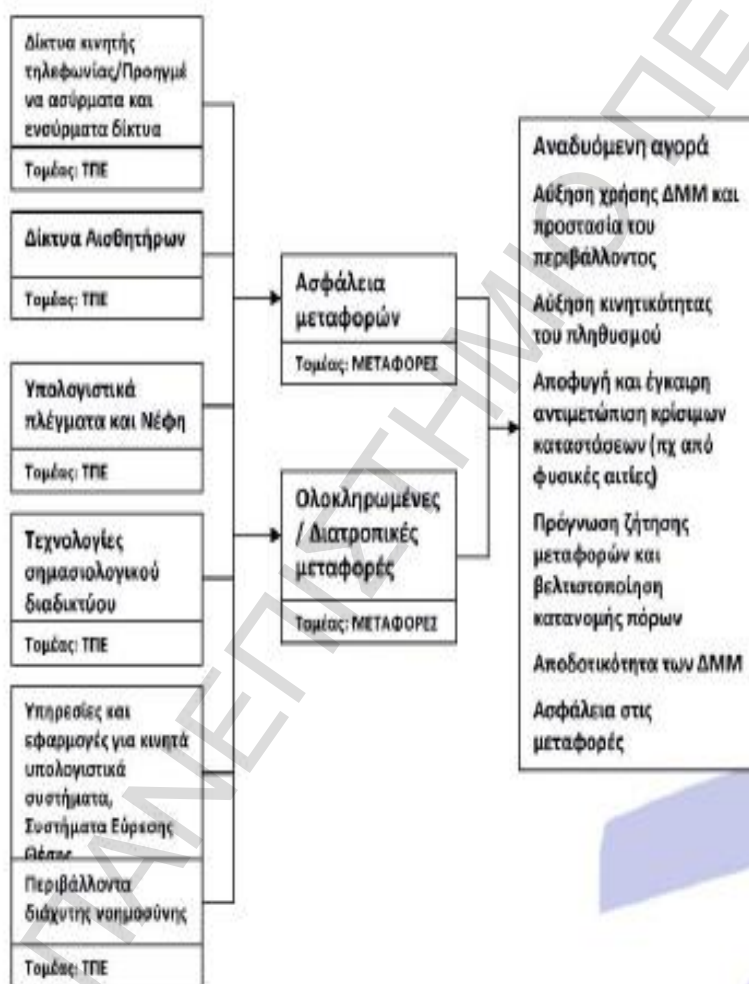 Δίκτυα κινητής
τηλεφωνίας/Προηγμέ
να ασύρματα και
ενσύρματα δίκτυα
Τομέας: ΤΠΕ
Δίκτυα Αισθητήρων
Τομέας: ΤΠΕ
Υπολογιστικά
πλέγματα και Νέφη
Τομέας: ΤΠΕ
Τεχνολογίες
σημασιολογικού
διαδικτύου
Τομέας: ΤΠΕ
Υπηρεσίες και
εφαρμογές για κινητά
υπολογιστικά
συστήματα,
Συστήματα Εύρεσης
Θέσης
Περιβάλλοντα
διάχυτης νοημοσύνης
Τομέας: ΤΠΕ
Ασφάλεια
μεταφορών
Τομέας: ΜΕΤΑΦΟΡΕΣ
Ολοκληρωμένες
/ Διατροπικές
μεταφορές
Τομέας: ΜΕΤΑΦΟΡΕΣ
Αναδυόμενη αγορά
Αύξηση χρήσης ΔΜΜ και
προστασία του
περιβάλλοντος
Αύξηση κινητικότητας
του πληθυσμού
Αποφυγή και έγκαιρη
αντιμετώπιση κρίσιμων
καταστάσεων (πχ από
φυσικές αιτίες)
Πρόγνωση ζήτησης
μεταφορών και
βελτιστοποίηση
κατανομής πόρων
Αποδοτικότητα των ΔΜΜ
Ασφάλεια στις
μεταφορές
ΠΑΝΕΠΙΣΤΗΜΙΟ ΠΕ